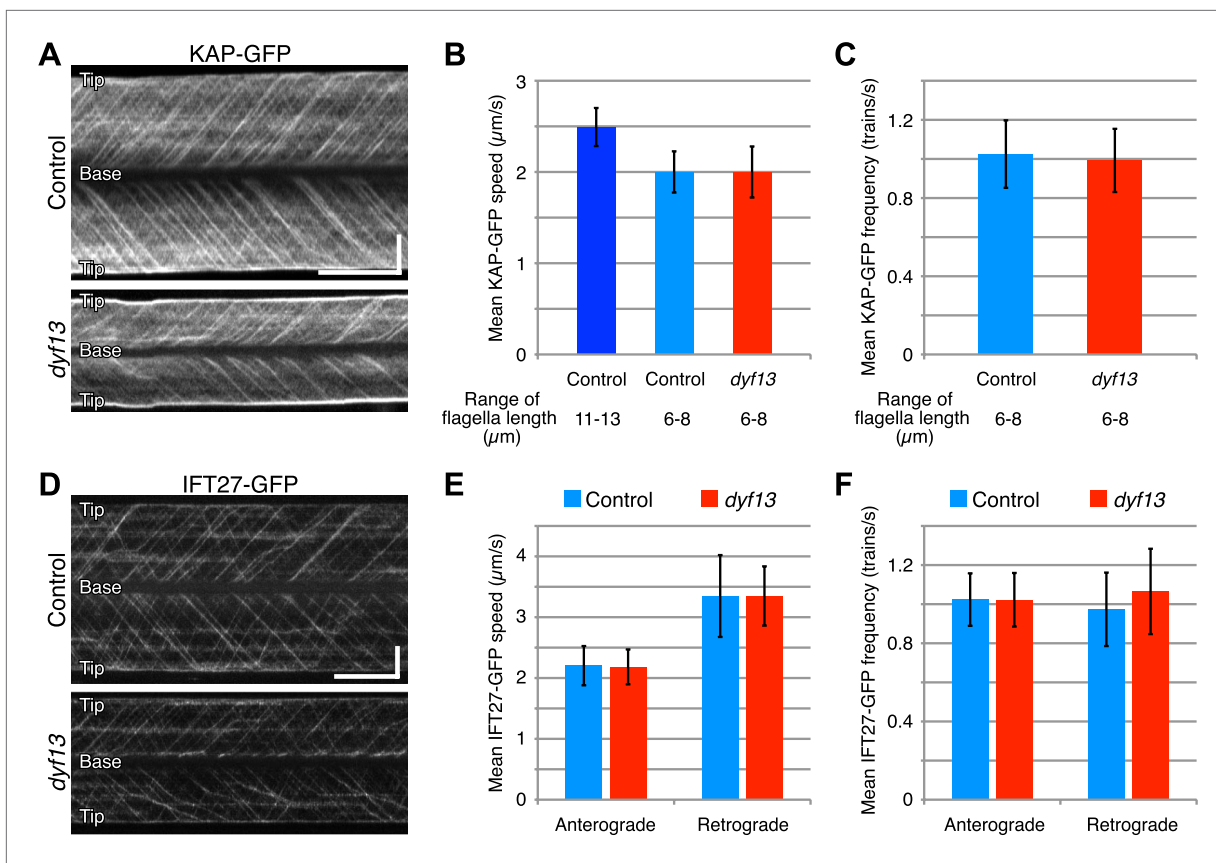 A
KAP-GFP
Control
Tip
Base
Tip
dyf13
Tip
Base
Tip
B
Mean KAP-GFP speed (µm/s)
3
2
1
0
Control Control dyf13
Range of
flagella length
(µm)
11-13 6-8 6-8
C
Mean KAP-GFP frequency (trains/s)
1.2
0.8
0.4
0
Control dyf13
Range of
flagella length
(µm)
6-8 6-8
D
IFT27-GFP
Control
Tip
Base
Tip
dyf13
Tip
Base
Tip
E
Control dyf13
Mean IFT27-GFP speed (µm/s)
4
3
2
1
0
Anterograde Retrograde
F
Control dyf13
Mean IFT27-GFP frequency (trains/s)
1.2
0.8
0.4
0
Anterograde Retrograde